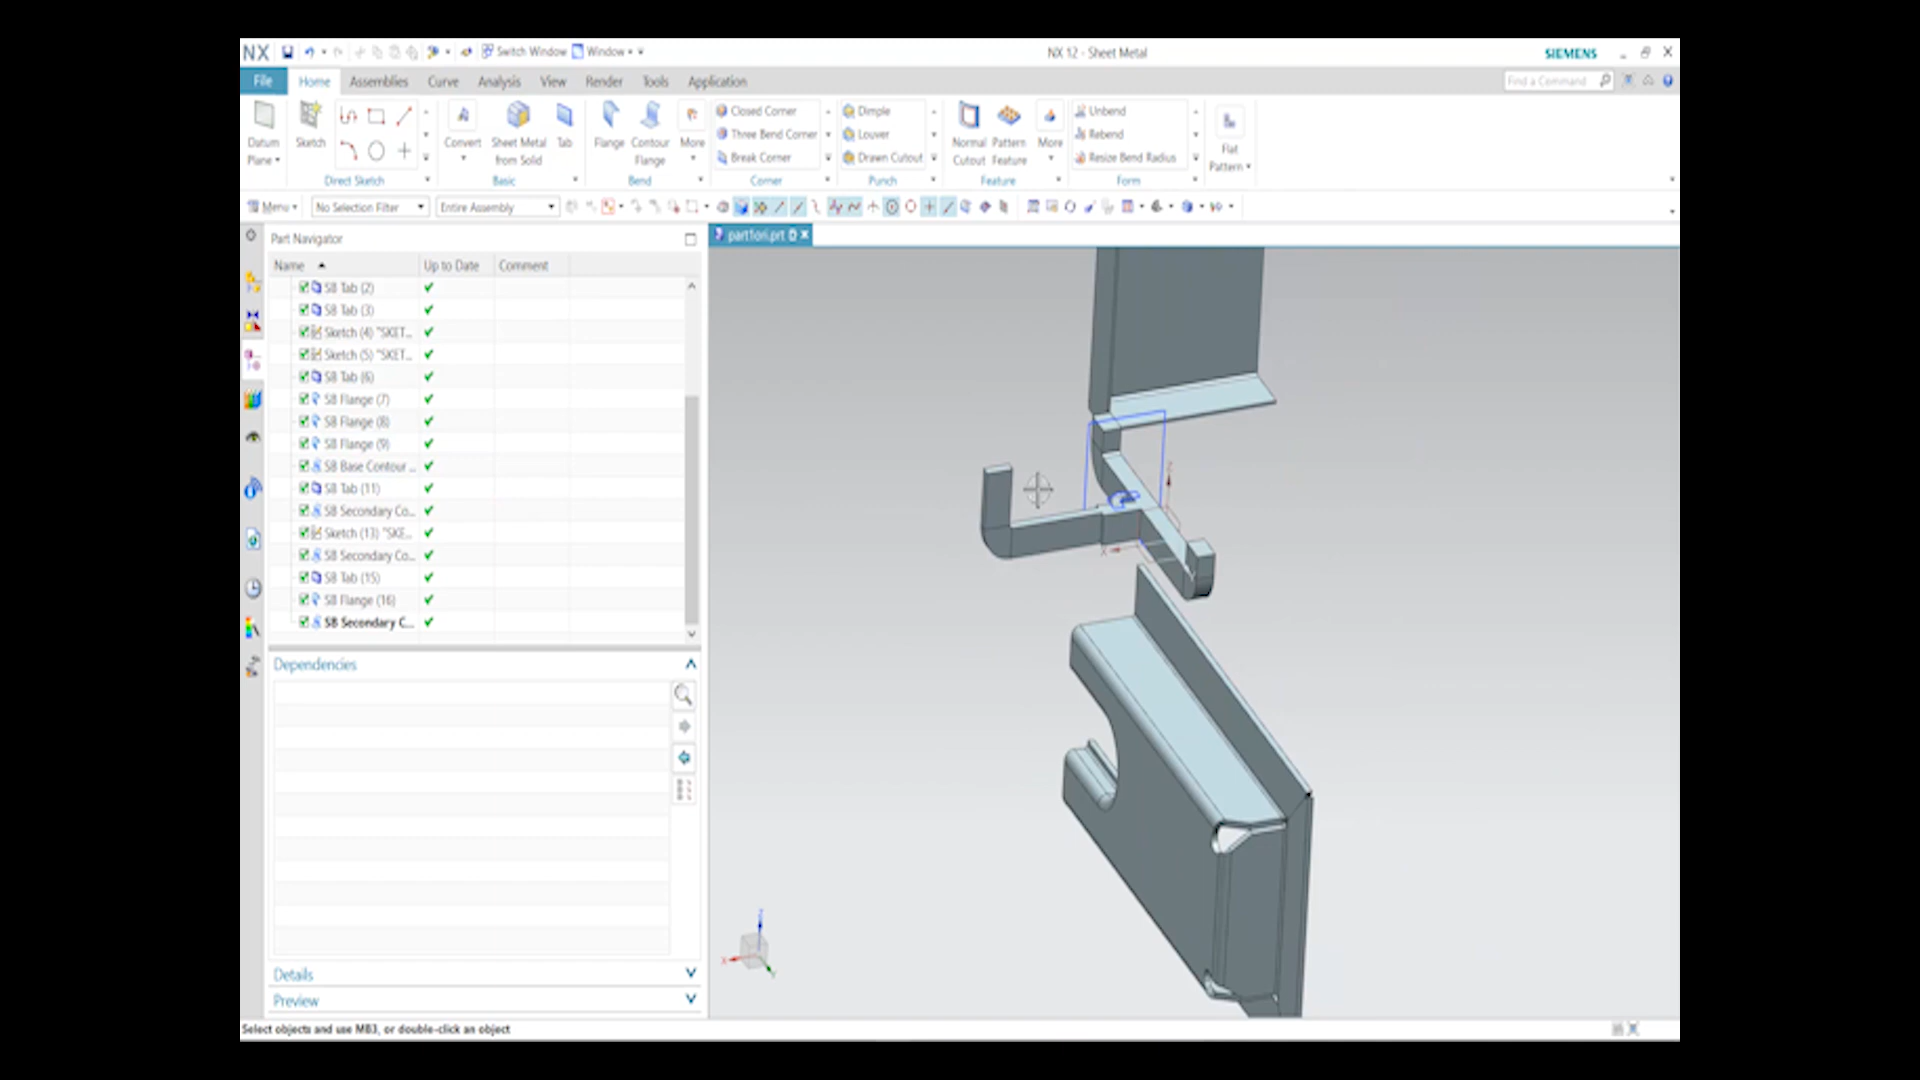 NX Switch Window Window NX 12 - Sheet Metal SIEMENS
File Home Assemblies Curve Analysis View Render Tools Application Find a Command
Datum Plane Sketch Convert Sheet Metal from Solid Tab Flange Contour Flange More Closed Corner Dimple Normal Cutout Pattern Feature More Unbend Flat Pattern
Three Bend Corner Louver Rebend
Break Corner Drawn Cutout Resize Bend Radius
Direct Sketch Basic Bend Corner Punch Feature Form
Menu No Selection Filter Entire Assembly
Part Navigator
Name Up to Date Comment
SB Tab (2)
SB Tab (3)
Sketch (4) "SKET...
Sketch (5) "SKET...
SB Tab (6)
SB Flange (7)
SB Flange (8)
SB Flange (9)
SB Base Contour ...
SB Tab (11)
SB Secondary Co...
Sketch (13) "SKE...
SB Secondary Co...
SB Tab (15)
SB Flange (16)
SB Secondary C...
Dependencies
Details
Preview
Z
X
Z
X
Y
Select objects and use MB3, or double-click an object